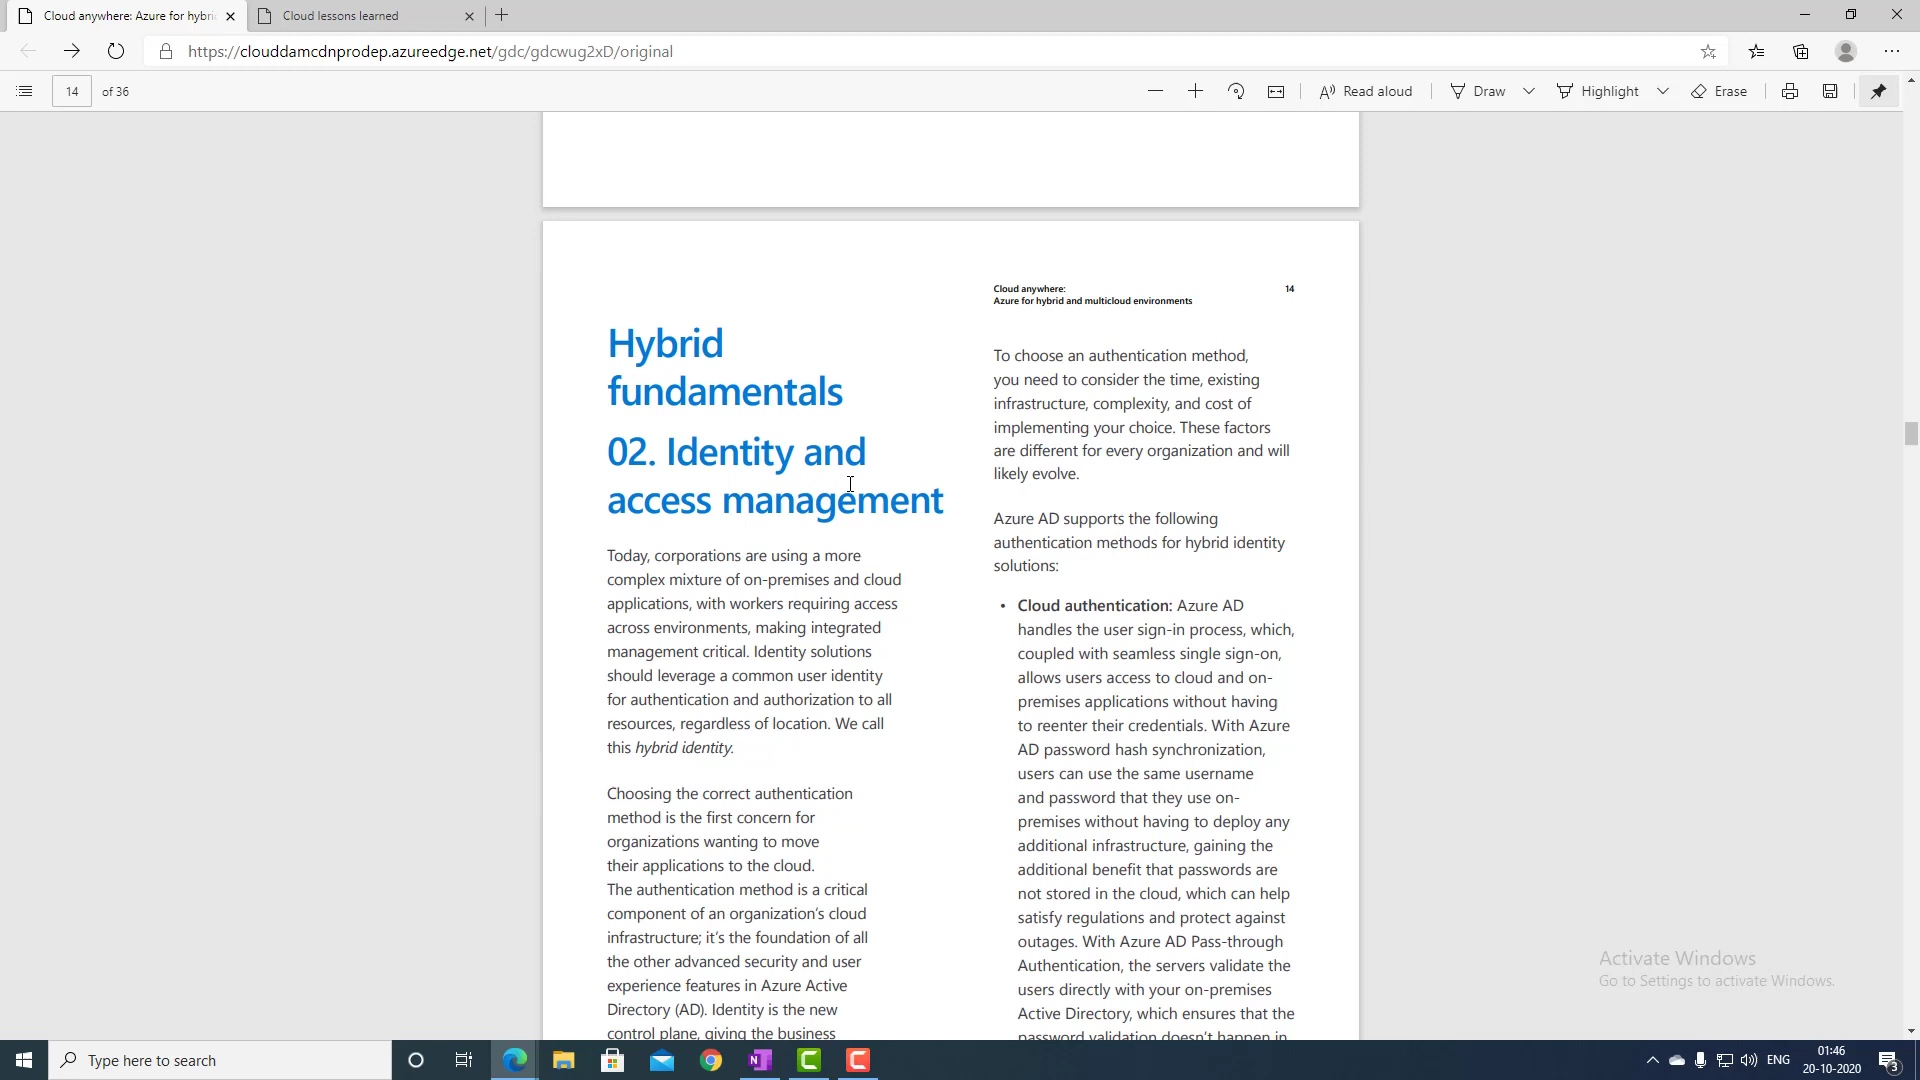 Cloud anywhere: Azure for hybri
Cloud lessons learned
https://clouddamcdnprodep.azureedge.net/gdc/gdcwug2xD/original
14 of 36
Read aloud
Draw
Highlight
Erase
Cloud anywhere:
Azure for hybrid and multicloud environments
14
Hybrid
fundamentals
02. Identity and
access management
Today, corporations are using a more
complex mixture of on-premises and cloud
applications, with workers requiring access
across environments, making integrated
management critical. Identity solutions
should leverage a common user identity
for authentication and authorization to all
resources, regardless of location. We call
this hybrid identity.
Choosing the correct authentication
method is the first concern for
organizations wanting to move
their applications to the cloud.
The authentication method is a critical
component of an organization's cloud
infrastructure; it's the foundation of all
the other advanced security and user
experience features in Azure Active
Directory (AD). Identity is the new
control plane, giving the business
To choose an authentication method,
you need to consider the time, existing
infrastructure, complexity, and cost of
implementing your choice. These factors
are different for every organization and will
likely evolve.
Azure AD supports the following
authentication methods for hybrid identity
solutions:
• Cloud authentication: Azure AD
handles the user sign-in process, which,
coupled with seamless single sign-on,
allows users access to cloud and on-
premises applications without having
to reenter their credentials. With Azure
AD password hash synchronization,
users can use the same username
and password that they use on-
premises without having to deploy any
additional infrastructure, gaining the
additional benefit that passwords are
not stored in the cloud, which can help
satisfy regulations and protect against
outages. With Azure AD Pass-through
Authentication, the servers validate the
users directly with your on-premises
Active Directory, which ensures that the
password validation doesn't happen in
Activate Windows
Go to Settings to activate Windows.
Type here to search
ENG
01:46
20-10-2020
3